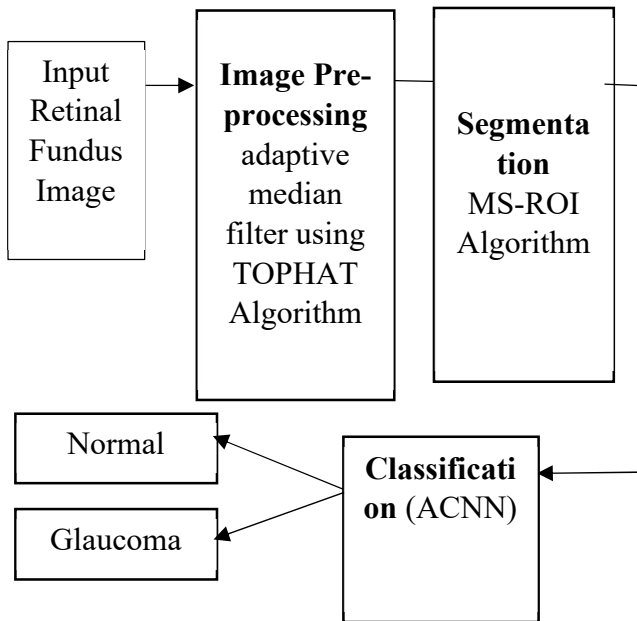 Input
Retinal
Fundus
Image
Image Pre-
processing
adaptive
median
filter using
TOPHAT
Algorithm
Segmenta
tion
MS-ROI
Algorithm
Normal
Glaucoma
Classificati
on (ACNN)